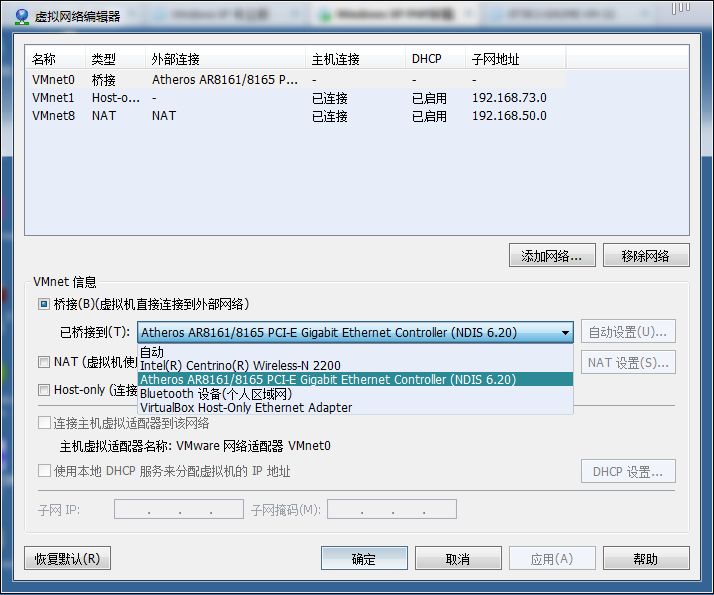 虚拟网络编辑器
名称 类型 外部连接 主机连接 DHCP 子网地址
VMnet0 桥接 Atheros AR8161/8165 P... - - -
VMnet1 Host-o... - 已连接 已启用 192.168.73.0
VMnet8 NAT NAT 已连接 已启用 192.168.50.0
添加网络... 移除网络
VMnet 信息
桥接(B)(虚拟机直接连接到外部网络)
已桥接到(T): Atheros AR8161/8165 PCI-E Gigabit Ethernet Controller (NDIS 6.20) 自动设置(U)...
自动
Intel(R) Centrino(R) Wireless-N 2200
NAT (虚拟机使 NAT 设置(S)...
Atheros AR8161/8165 PCI-E Gigabit Ethernet Controller (NDIS 6.20)
Host-only (连接 Bluetooth 设备(个人区域网)
VirtualBox Host-Only Ethernet Adapter
连接主机虚拟适配器到该网络
主机虚拟适配器名称: VMware 网络适配器 VMnet0
使用本地 DHCP 服务来分配虚拟机的 IP 地址 DHCP 设置...
子网 IP: . . . 子网掩码(M): . . .
恢复默认(R) 确定 取消 应用(A) 帮助